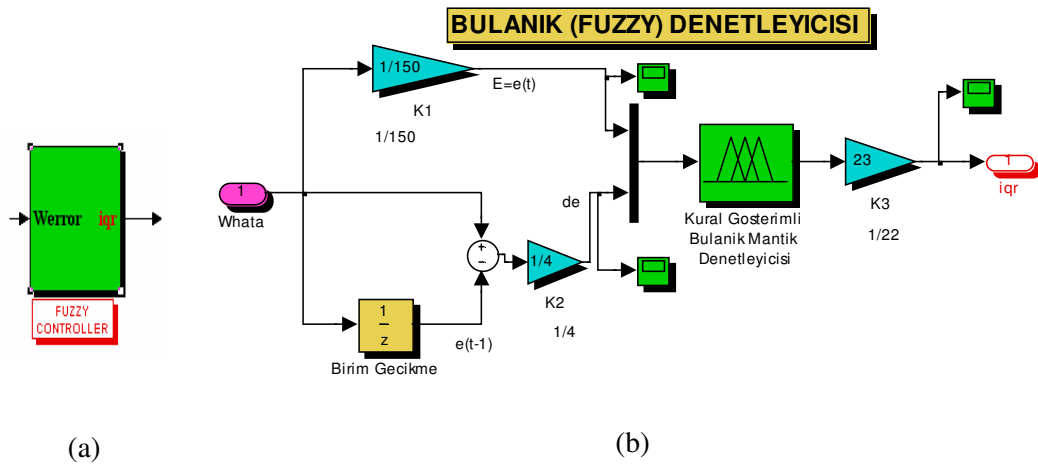 BULANIK (FUZZY) DENETLEYICISI
1/150
E=e(t)
K1
1/150
1
Whata
de
+
−
1/4
K2
1/4
1
z
e(t-1)
Birim Gecikme
Kural Gosterimli
Bulanik Mantik
Denetleyicisi
23
K3
1/22
1
iqr
Werror iqr
FUZZY
CONTROLLER
(a)
(b)